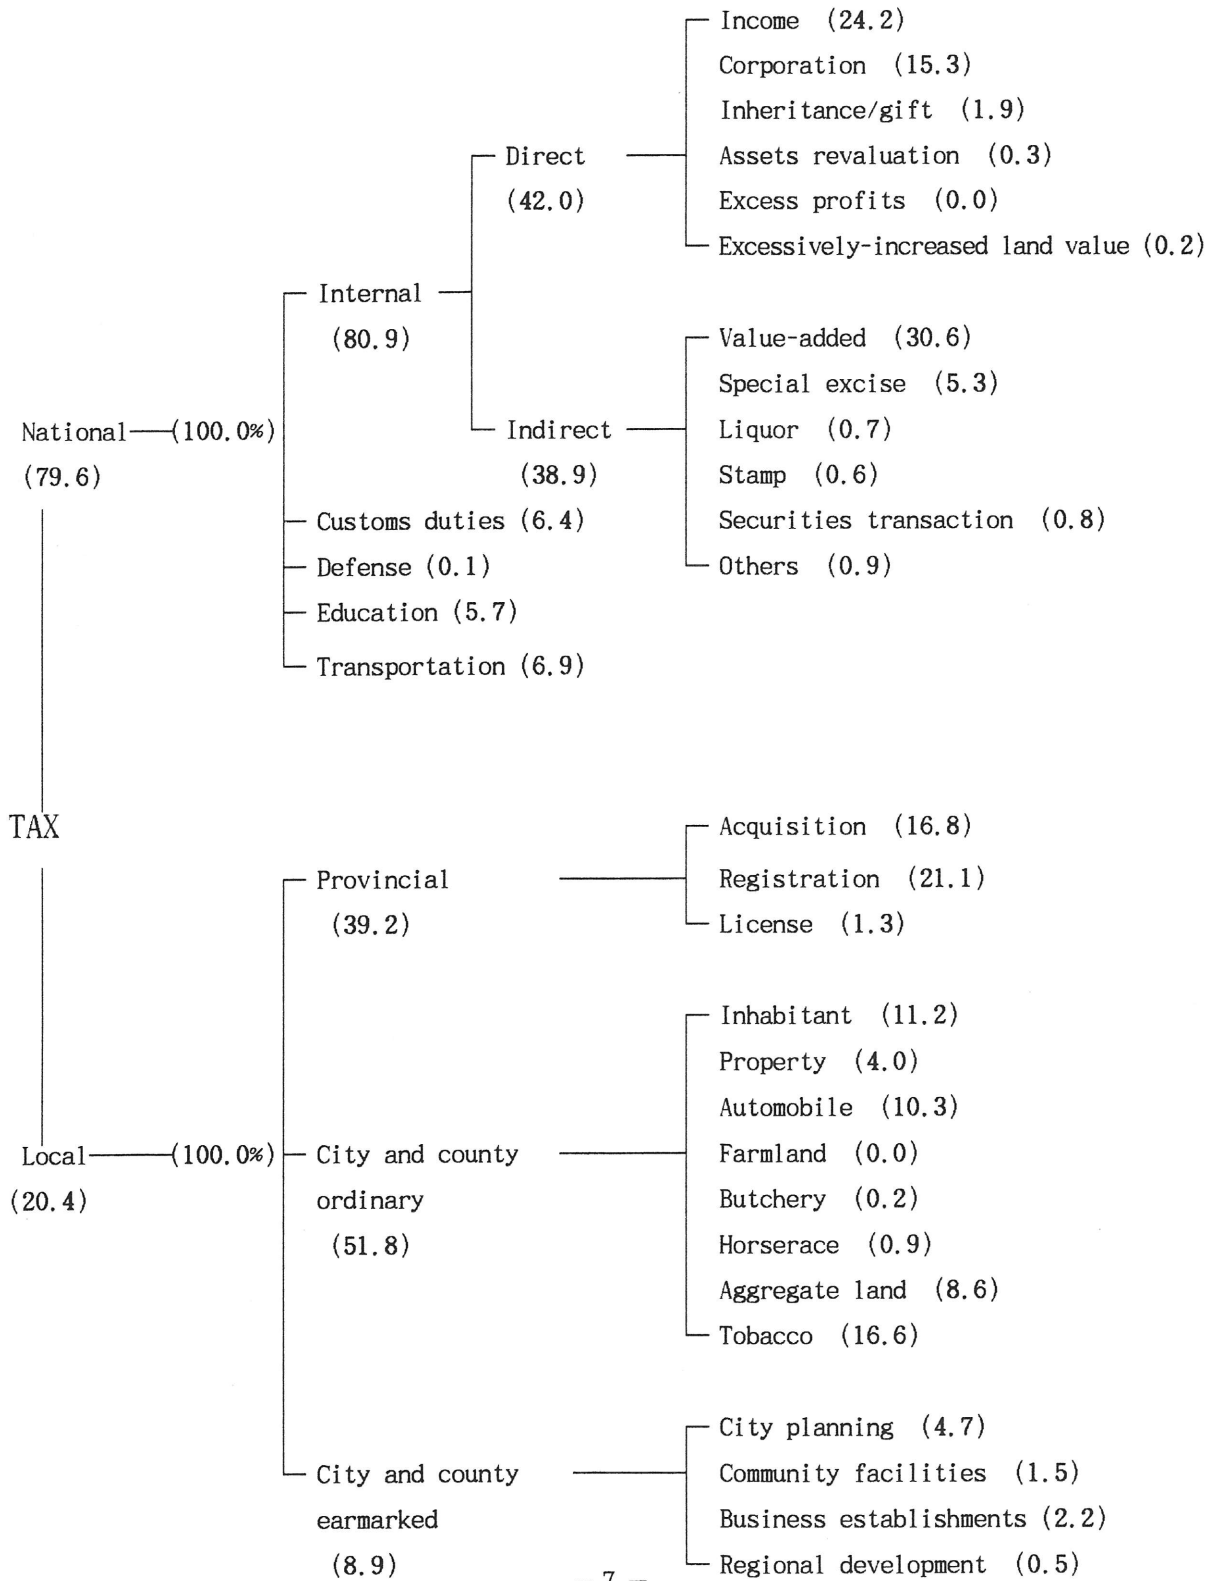 Income (24.2)
Corporation (15.3)
Inheritance/gift (1.9)
Direct Assets revaluation (0.3)
(42.0) Excess profits (0.0)
Excessively-increased land value (0.2)
Internal
(80.9) Value-added (30.6)
Special excise (5.3)
National (100.0%) Indirect Liquor (0.7)
(79.6) (38.9) Stamp (0.6)
Customs duties (6.4) Securities transaction (0.8)
Defense (0.1) Others (0.9)
Education (5.7)
Transportation (6.9)
TAX Acquisition (16.8)
Provincial Registration (21.1)
(39.2) License (1.3)
Inhabitant (11.2)
Property (4.0)
Automobile (10.3)
Local (100.0%) City and county Farmland (0.0)
(20.4) ordinary Butchery (0.2)
(51.8) Horserace (0.9)
Aggregate land (8.6)
Tobacco (16.6)
City planning (4.7)
City and county Community facilities (1.5)
earmarked Business establishments (2.2)
(8.9) Regional development (0.5)
- 7 -